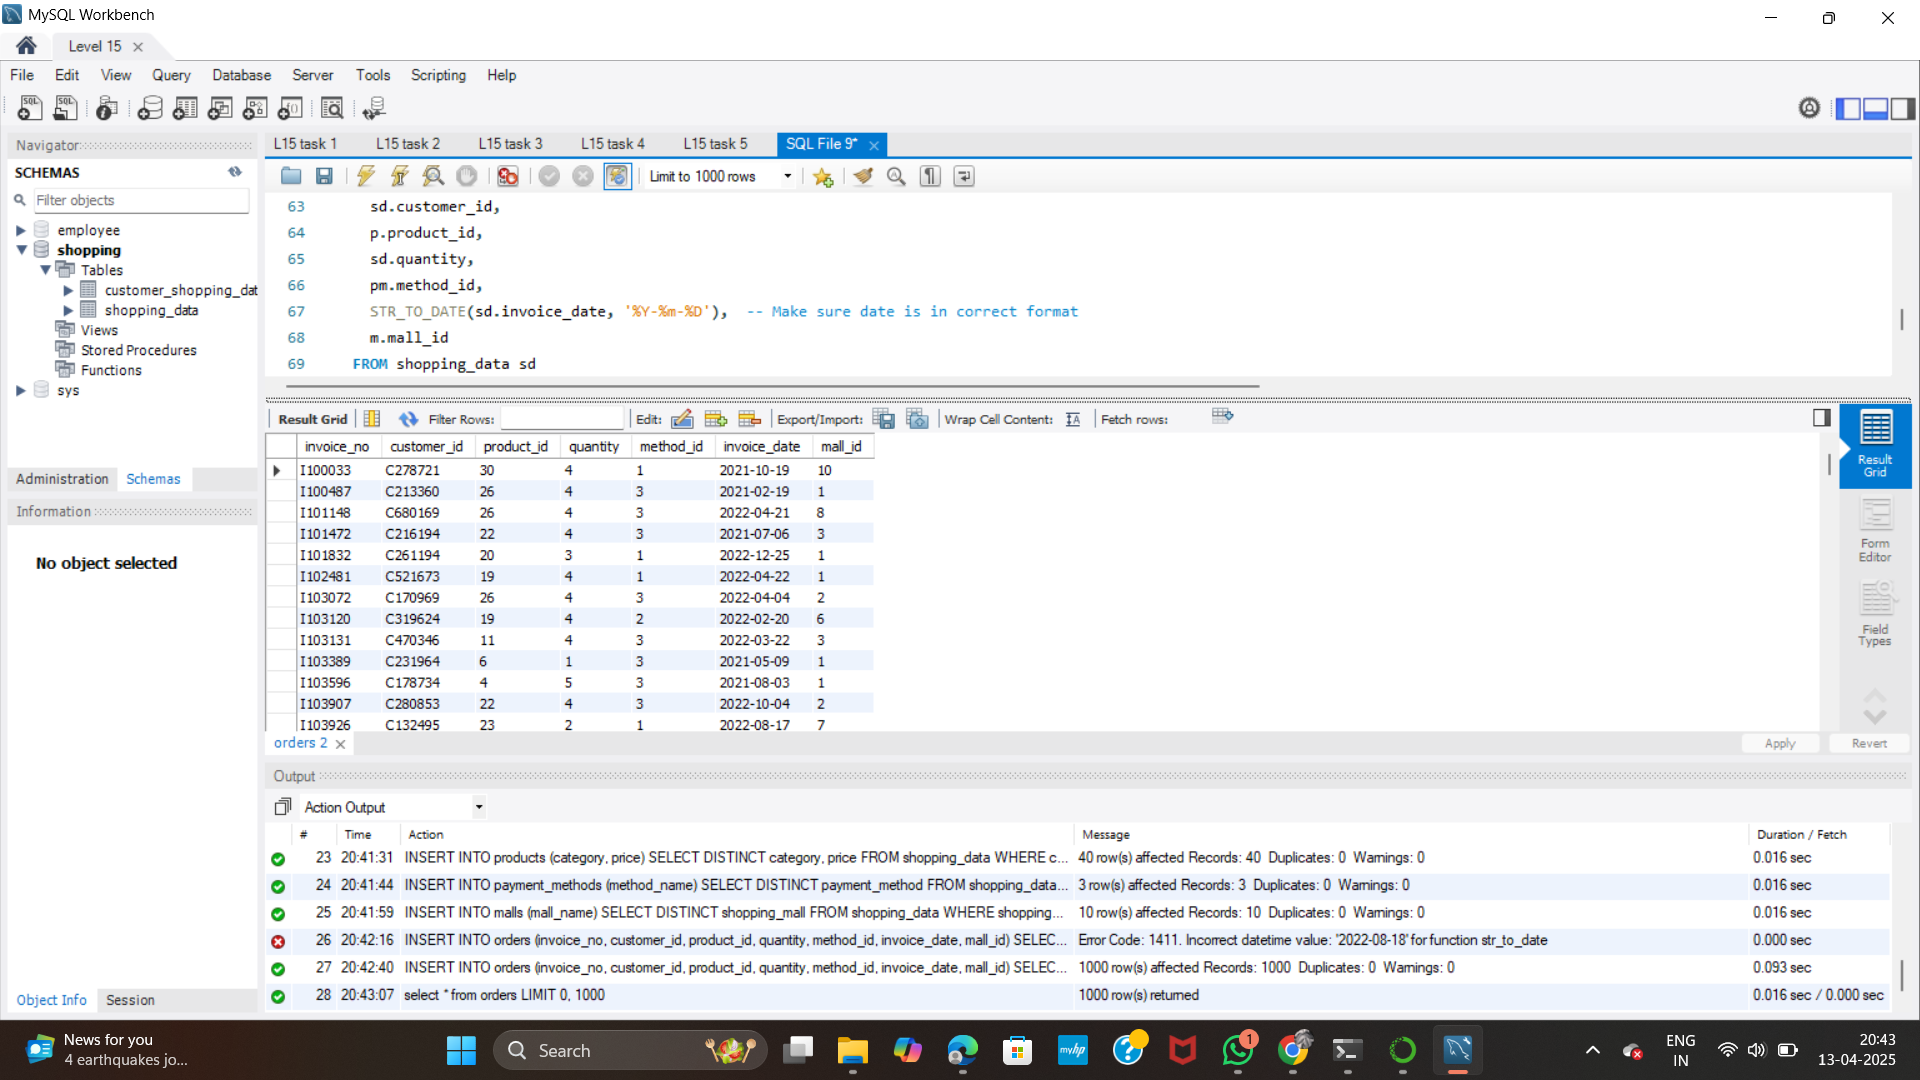 MySQL Workbench
Level 15
File Edit View Query Database Server Tools Scripting Help
Navigator
SCHEMAS
Filter objects
employee
shopping
Tables
customer_shopping_dat
shopping_data
Views
Stored Procedures
Functions
sys
Administration Schemas
Information
No object selected
Object Info Session
L15 task 1 L15 task 2 L15 task 3 L15 task 4 L15 task 5 SQL File 9*
Limit to 1000 rows
63 sd.customer_id,
64 p.product_id,
65 sd.quantity,
66 pm.method_id,
67 STR_TO_DATE(sd.invoice_date, '%Y-%m-%D'), -- Make sure date is in correct format
68 m.mall_id
69 FROM shopping_data sd
Result Grid Filter Rows: Edit: Export/Import: Wrap Cell Content: Fetch rows:
invoice_no customer_id product_id quantity method_id invoice_date mall_id
I100033 C278721 30 4 1 2021-10-19 10
I100487 C213360 26 4 3 2021-02-19 1
I101148 C680169 26 4 3 2022-04-21 8
I101472 C216194 22 4 3 2021-07-06 3
I101832 C261194 20 3 1 2022-12-25 1
I102481 C521673 19 4 1 2022-04-22 1
I103072 C170969 26 4 3 2022-04-04 2
I103120 C319624 19 4 2 2022-02-20 6
I103131 C470346 11 4 3 2022-03-22 3
I103389 C231964 6 1 3 2021-05-09 1
I103596 C178734 4 5 3 2021-08-03 1
I103907 C280853 22 4 3 2022-10-04 2
I103926 C132495 23 2 1 2022-08-17 7
Result
Grid
Form
Editor
Field
Types
orders 2
Apply Revert
Output
Action Output
# Time Action Message Duration / Fetch
23 20:41:31 INSERT INTO products (category, price) SELECT DISTINCT category, price FROM shopping_data WHERE c... 40 row(s) affected Records: 40 Duplicates: 0 Warnings: 0 0.016 sec
24 20:41:44 INSERT INTO payment_methods (method_name) SELECT DISTINCT payment_method FROM shopping_data... 3 row(s) affected Records: 3 Duplicates: 0 Warnings: 0 0.016 sec
25 20:41:59 INSERT INTO malls (mall_name) SELECT DISTINCT shopping_mall FROM shopping_data WHERE shopping... 10 row(s) affected Records: 10 Duplicates: 0 Warnings: 0 0.016 sec
26 20:42:16 INSERT INTO orders (invoice_no, customer_id, product_id, quantity, method_id, invoice_date, mall_id) SELEC... Error Code: 1411. Incorrect datetime value: '2022-08-18' for function str_to_date 0.000 sec
27 20:42:40 INSERT INTO orders (invoice_no, customer_id, product_id, quantity, method_id, invoice_date, mall_id) SELEC... 1000 row(s) affected Records: 1000 Duplicates: 0 Warnings: 0 0.093 sec
28 20:43:07 select * from orders LIMIT 0, 1000 1000 row(s) returned 0.016 sec / 0.000 sec
News for you
4 earthquakes jo...
Search
myhp
1
ENG
IN
20:43
13-04-2025